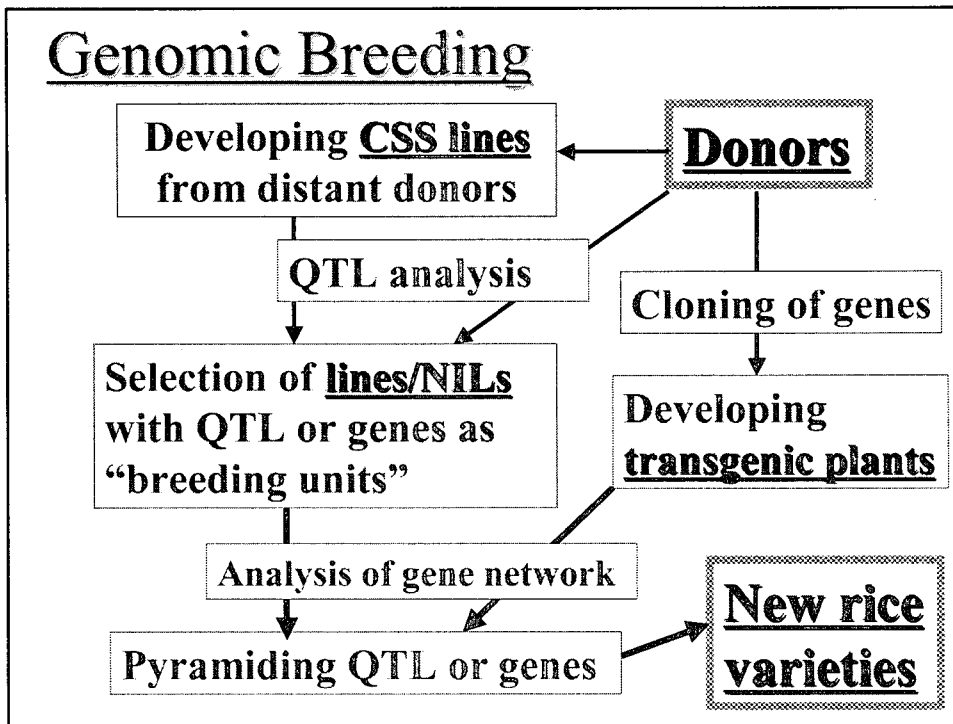 Genomic Breeding
Developing CSS lines
from distant donors
Donors
QTL analysis
Cloning of genes
Selection of lines/NILs
with QTL or genes as
“breeding units”
Developing
transgenic plants
Analysis of gene network
Pyramiding QTL or genes
New rice
varieties